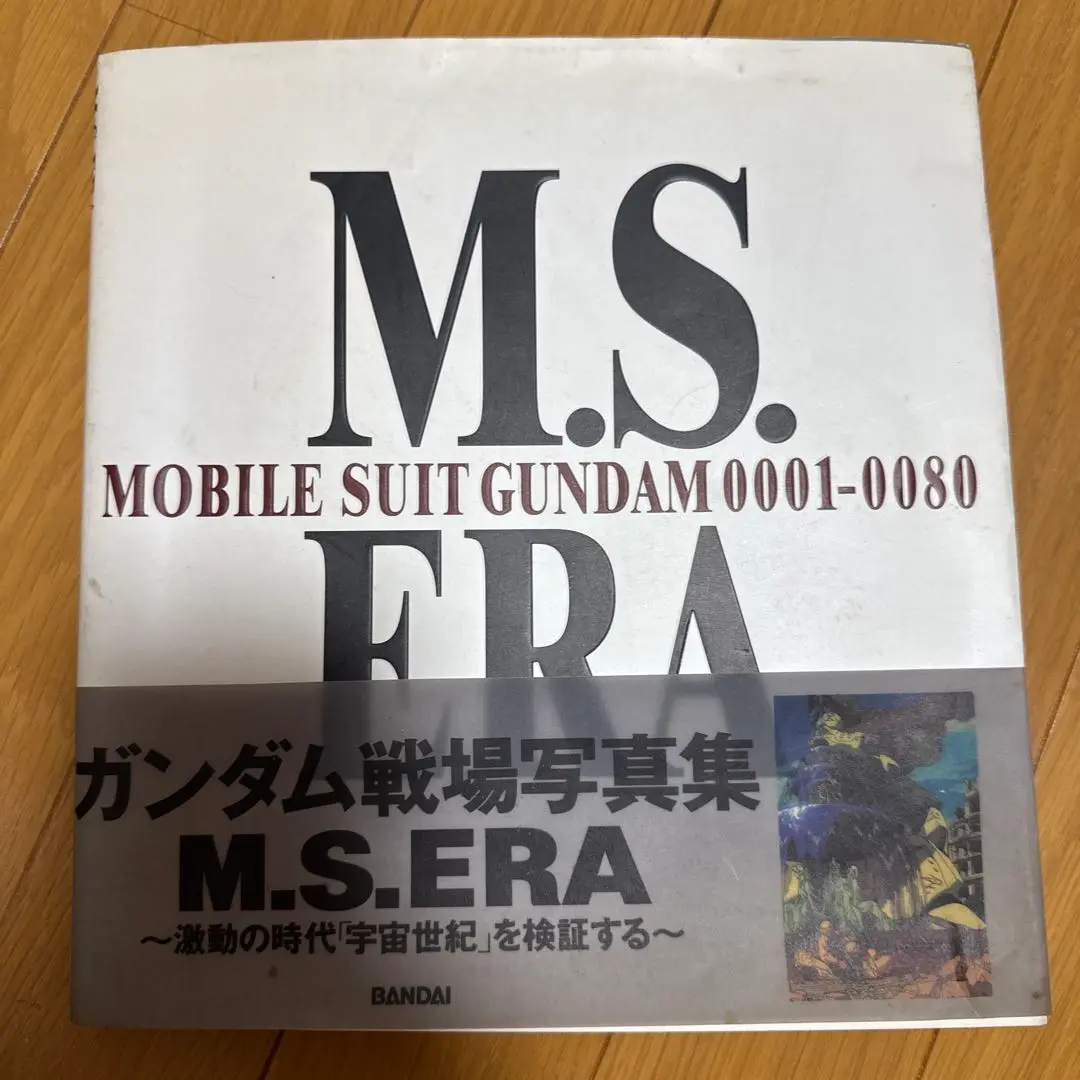 M.S.
MOBILE SUIT GUNDAM 0001-0080
ERA
ガンダム戦場写真集
M.S.ERA
～激動の時代「宇宙世紀」を検証する～
BANDAI